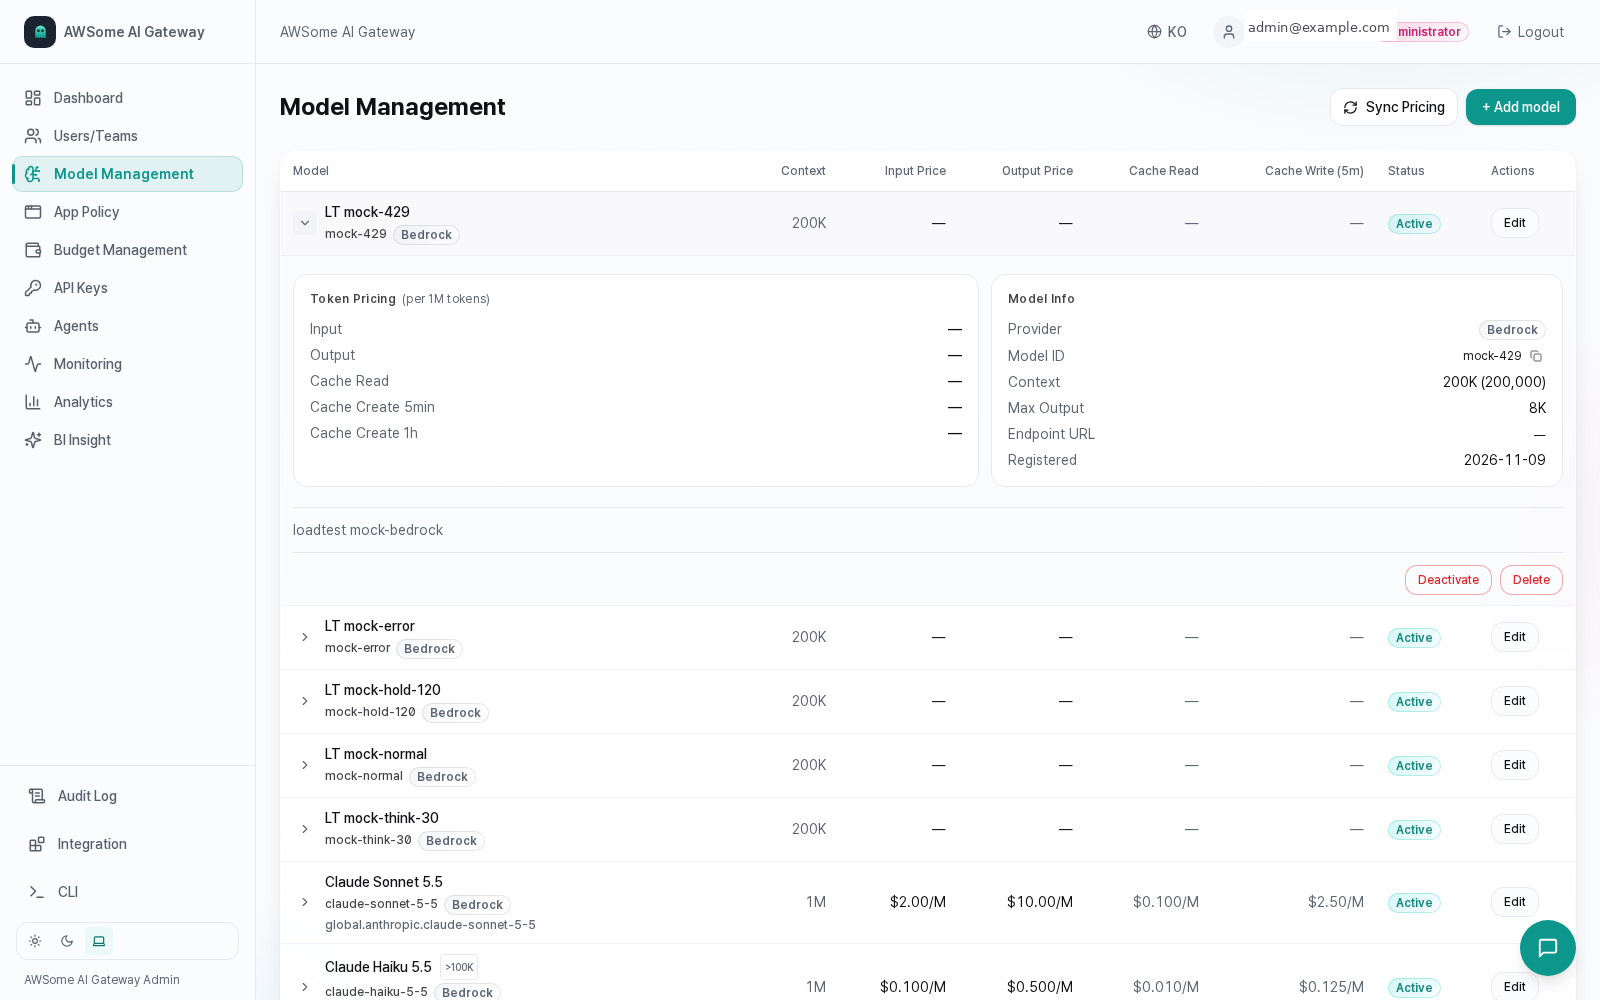 AWSome AI Gateway
AWSome AI Gateway
KO
admin@example.com
ministrator
Logout
Dashboard
Users/Teams
Model Management
App Policy
Budget Management
API Keys
Agents
Monitoring
Analytics
BI Insight
Audit Log
Integration
CLI
AWSome AI Gateway Admin
Model Management
Sync Pricing
+ Add model
Model Context Input Price Output Price Cache Read Cache Write (5m) Status Actions
LT mock-429
mock-429 Bedrock
200K — — — — Active Edit
Token Pricing (per 1M tokens)
Input —
Output —
Cache Read —
Cache Create 5min —
Cache Create 1h —
Model Info
Provider Bedrock
Model ID mock-429
Context 200K (200,000)
Max Output 8K
Endpoint URL —
Registered 2026-11-09
loadtest mock-bedrock
Deactivate Delete
LT mock-error
mock-error Bedrock
200K — — — — Active Edit
LT mock-hold-120
mock-hold-120 Bedrock
200K — — — — Active Edit
LT mock-normal
mock-normal Bedrock
200K — — — — Active Edit
LT mock-think-30
mock-think-30 Bedrock
200K — — — — Active Edit
Claude Sonnet 5.5
claude-sonnet-5-5 Bedrock
global.anthropic.claude-sonnet-5-5
1M $2.00/M $10.00/M $0.100/M $2.50/M Active Edit
Claude Haiku 5.5 >100K
claude-haiku-5-5 Bedrock
1M $0.100/M $0.500/M $0.010/M $0.125/M Active Edit